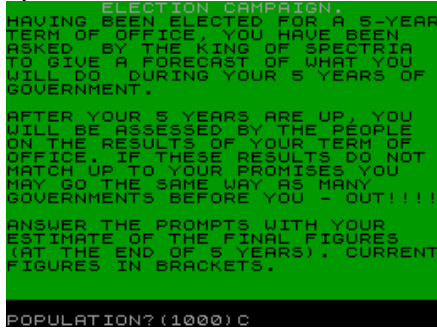 ELECTION CAMPAIGN.
HAVING BEEN ELECTED FOR A 5-YEAR
TERM OF OFFICE, YOU HAVE BEEN
ASKED BY THE KING OF SPECTRIA
TO GIVE A FORECAST OF WHAT YOU
WILL DO DURING YOUR 5 YEARS OF
GOVERNMENT.
AFTER YOUR 5 YEARS ARE UP, YOU
WILL BE ASSESSED BY THE PEOPLE
ON THE RESULTS OF YOUR TERM OF
OFFICE. IF THESE RESULTS DO NOT
MATCH UP TO YOUR PROMISES YOU
MAY GO THE SAME WAY AS MANY
GOVERNMENTS BEFORE YOU - OUT!!!!
ANSWER THE PROMPTS WITH YOUR
ESTIMATE OF THE FINAL FIGURES
(AT THE END OF 5 YEARS). CURRENT
FIGURES IN BRACKETS.
POPULATION?(1000)C